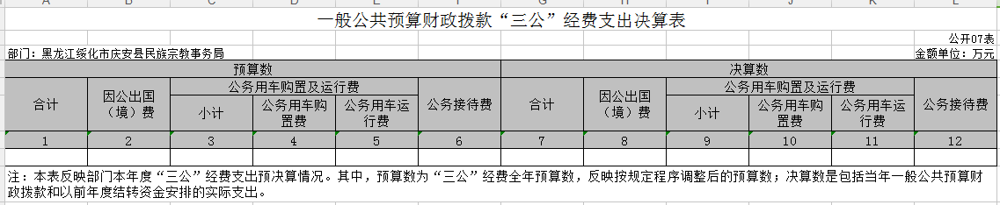 A B C D E F G H I J K L
一般公共预算财政拨款“三公”经费支出决算表
公开07表
部门：黑龙江绥化市庆安县民族宗教事务局 金额单位：万元
预算数 决算数
合计 因公出国（境）费 公务用车购置及运行费 公务接待费 合计 因公出国（境）费 公务用车购置及运行费 公务接待费
小计 公务用车购置费 公务用车运行费 小计 公务用车购置费 公务用车运行费
1 2 3 4 5 6 7 8 9 10 11 12
注：本表反映部门本年度“三公”经费支出预决算情况。其中，预算数为“三公”经费全年预算数，反映按规定程序调整后的预算数；决算数是包括当年一般公共预算财
政拨款和以前年度结转资金安排的实际支出。